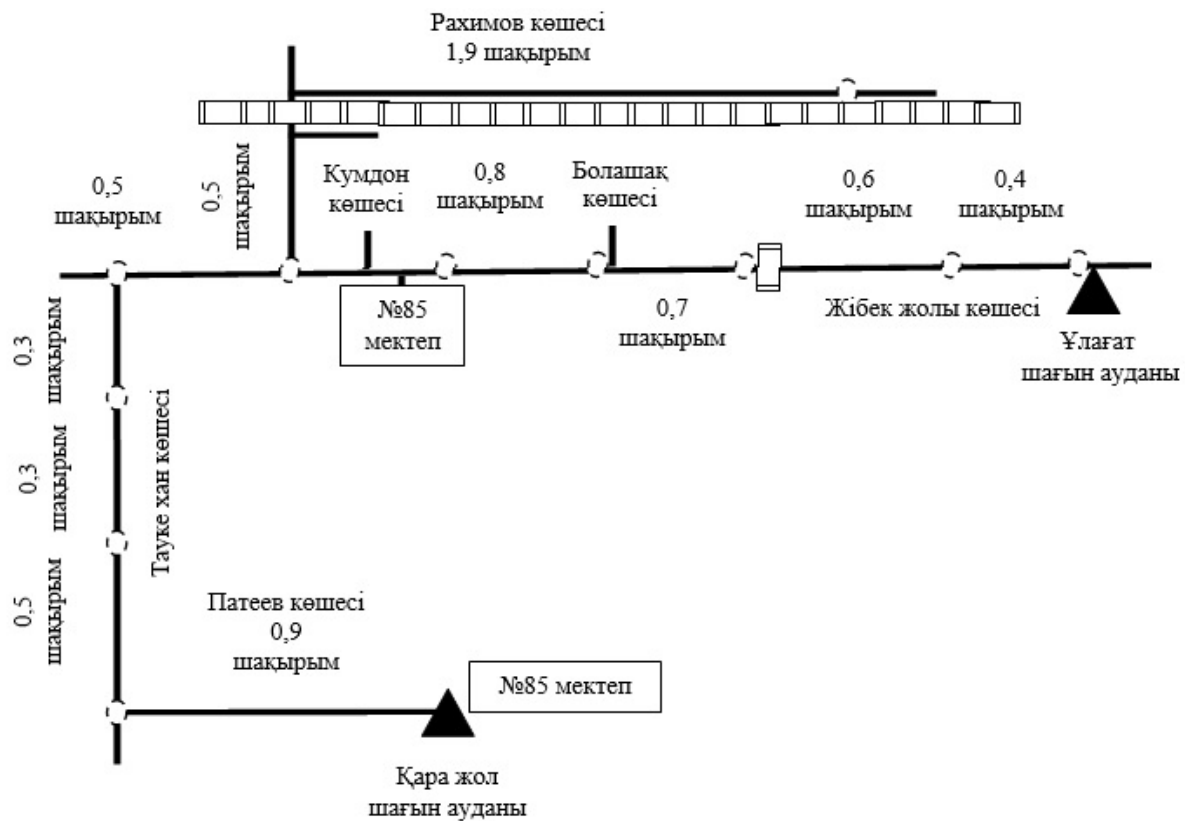 Рахимов көшесі
1,9 шақырым
0,5
шақырым
0,5
шақырым
Кумдон
көшесі
0,8
шақырым
Болашақ
көшесі
0,6
шақырым
0,4
шақырым
№85
мектеп
0,7
шақырым
Жібек жолы көшесі
Ұлағат
шағын ауданы
0,3
шақырым
0,3
шақырым
Тауке хан көшесі
0,5
шақырым
Патеев көшесі
0,9
шақырым
№85 мектеп
Қара жол
шағын ауданы